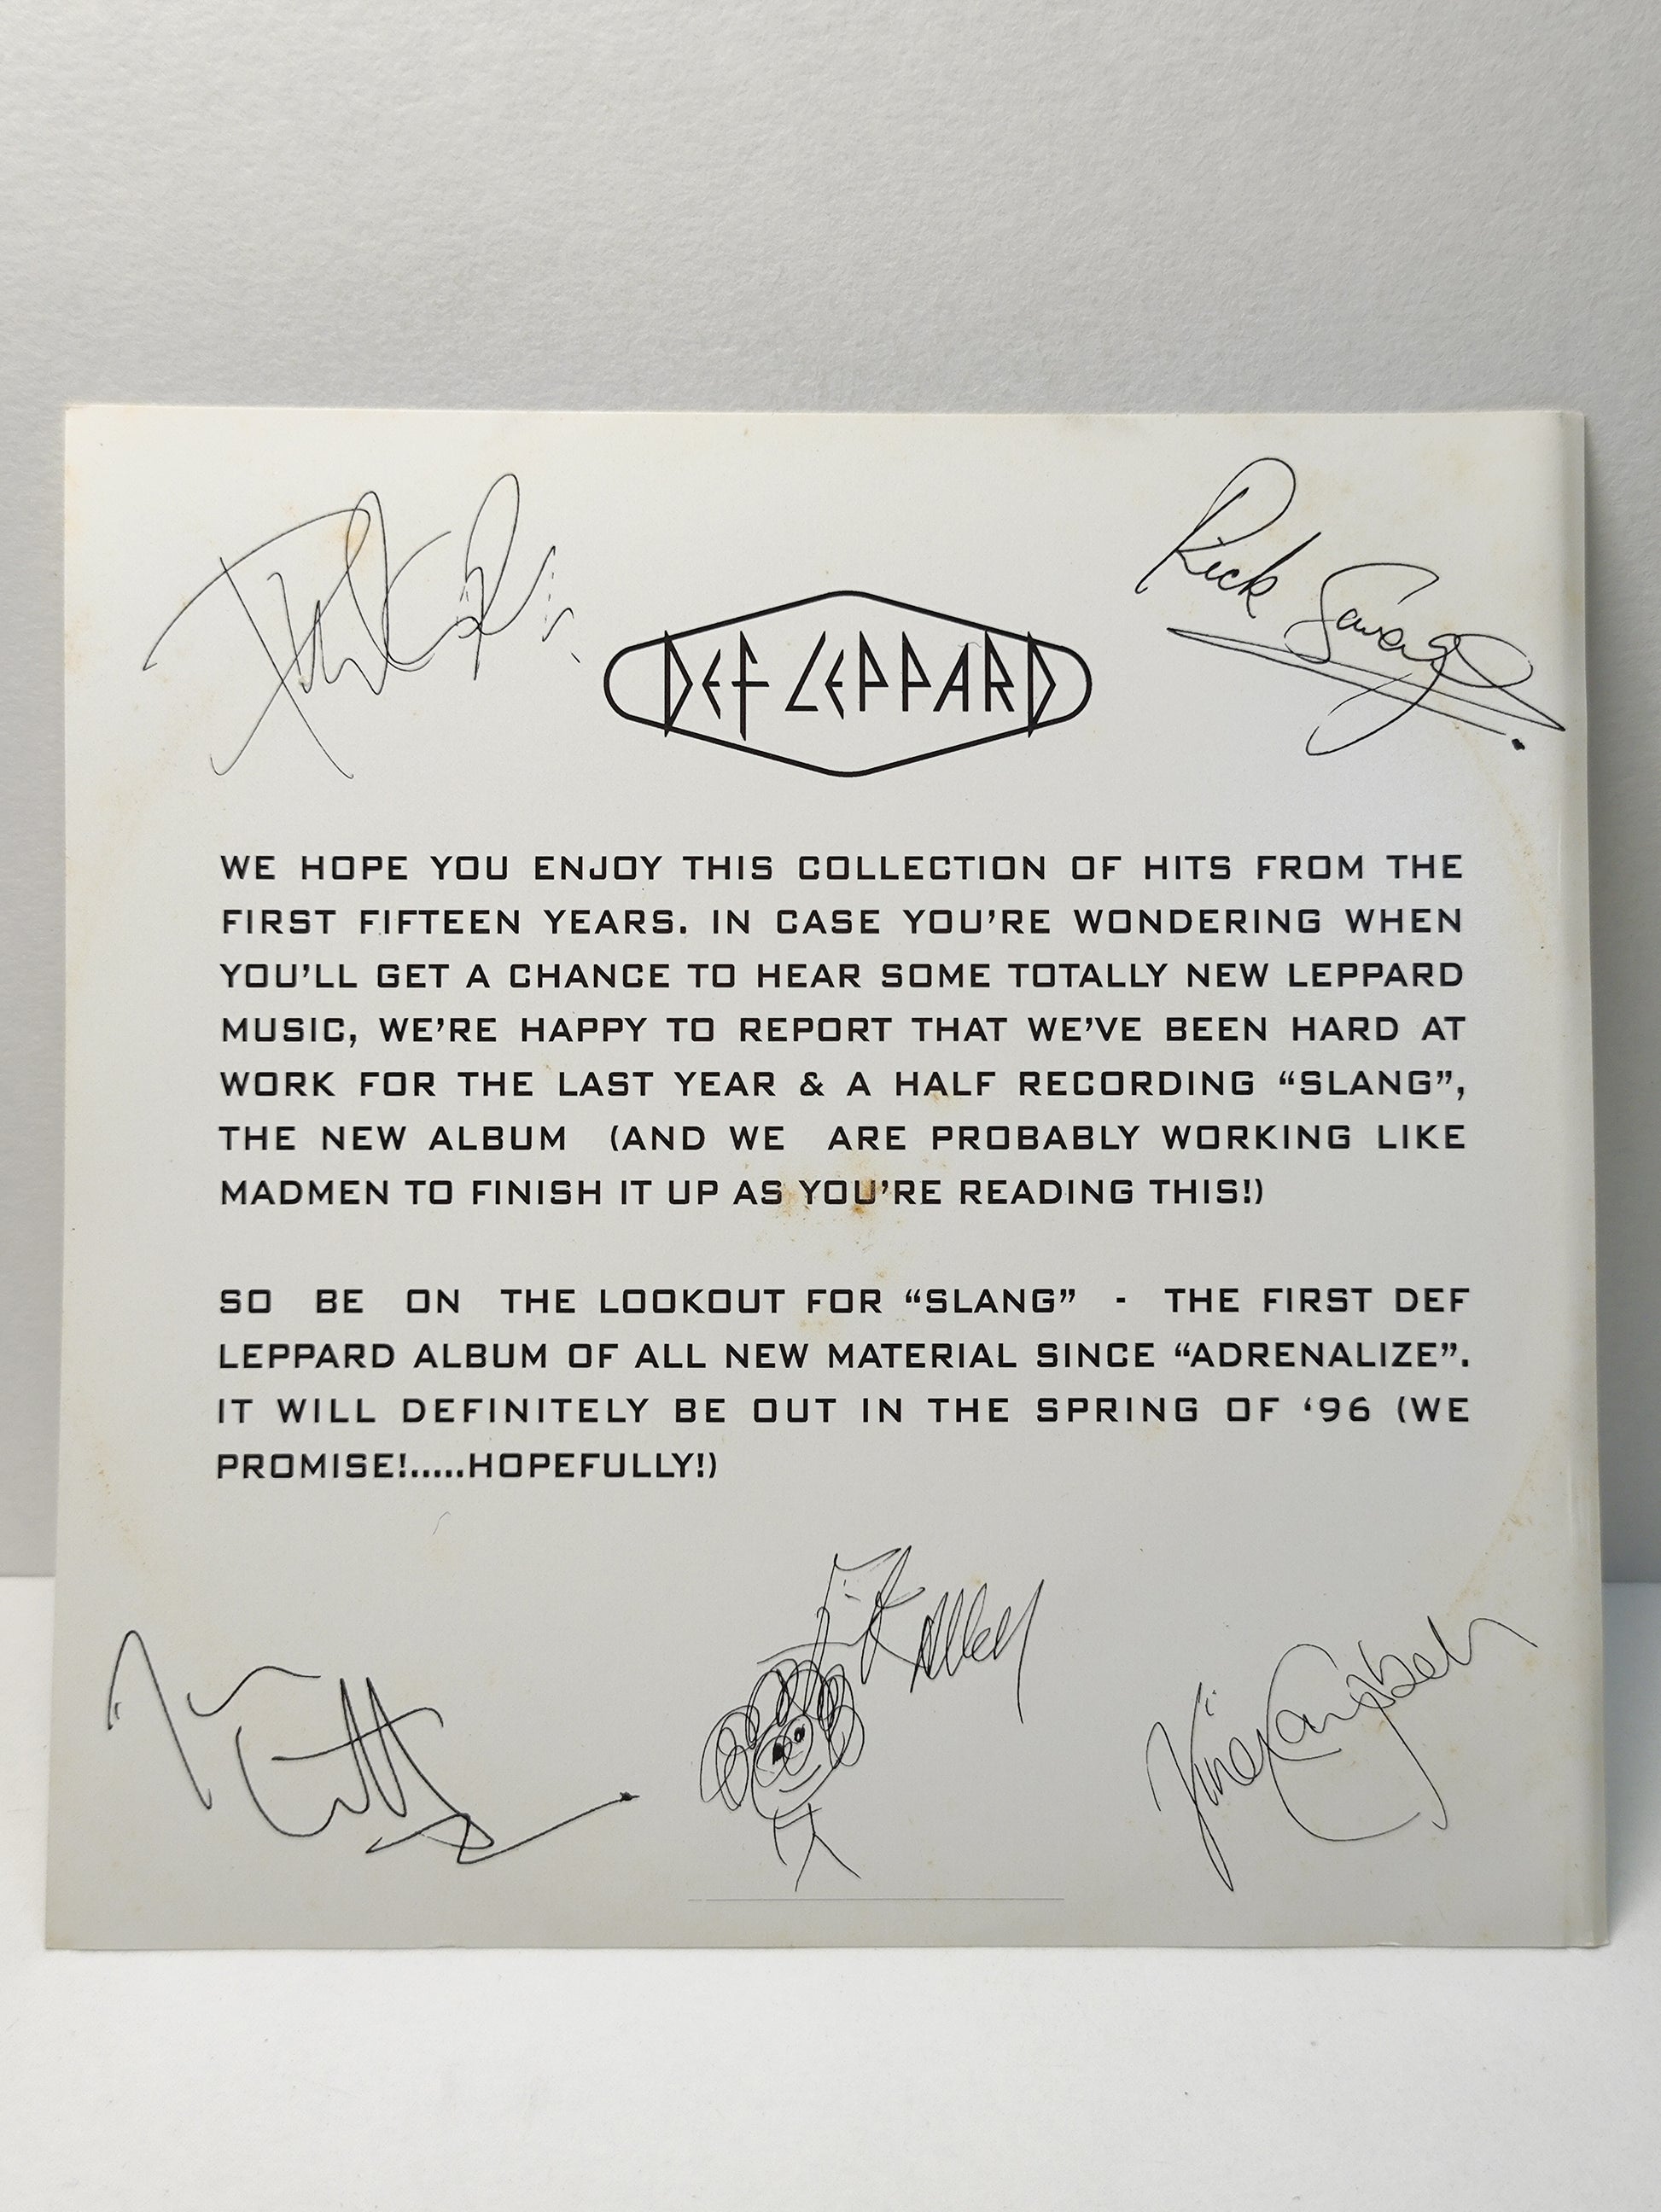 Rick Savage
DEF LEPPARD
WE HOPE YOU ENJOY THIS COLLECTION OF HITS FROM THE
FIRST FIFTEEN YEARS. IN CASE YOU'RE WONDERING WHEN
YOU'LL GET A CHANCE TO HEAR SOME TOTALLY NEW LEPPARD
MUSIC, WE'RE HAPPY TO REPORT THAT WE'VE BEEN HARD AT
WORK FOR THE LAST YEAR & A HALF RECORDING “SLANG”,
THE NEW ALBUM (AND WE ARE PROBABLY WORKING LIKE
MADMEN TO FINISH IT UP AS YOU'RE READING THIS!)
SO BE ON THE LOOKOUT FOR “SLANG” - THE FIRST DEF
LEPPARD ALBUM OF ALL NEW MATERIAL SINCE “ADRENALIZE”.
IT WILL DEFINITELY BE OUT IN THE SPRING OF ‘96 (WE
PROMISE!.....HOPEFULLY!)
Vivian Campbell